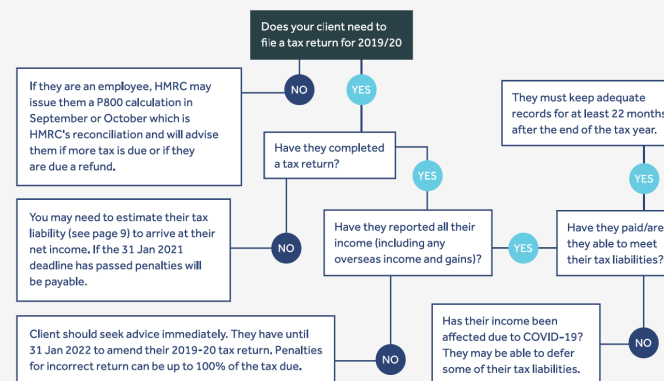 Does your client need to
file a tax return for 2019/20
NO
YES
If they are an employee, HMRC may
issue them a P800 calculation in
September or October which is
HMRC's reconciliation and will advise
them if more tax is due or if they
are due a refund.
They must keep adequate
records for at least 22 months
after the end of the tax year.
Have they completed
a tax return?
YES
YES
You may need to estimate their tax
liability (see page 9) to arrive at their
net income. If the 31 Jan 2021
deadline has passed penalties will
be payable.
NO
Have they reported all their
income (including any
overseas income and gains)?
YES
Have they paid/are
they able to meet
their tax liabilities?
Client should seek advice immediately. They have until
31 Jan 2022 to amend their 2019-20 tax return. Penalties
for incorrect return can be up to 100% of the tax due.
NO
Has their income been
affected due to COVID-19?
They may be able to defer
some of their tax liabilities.
NO